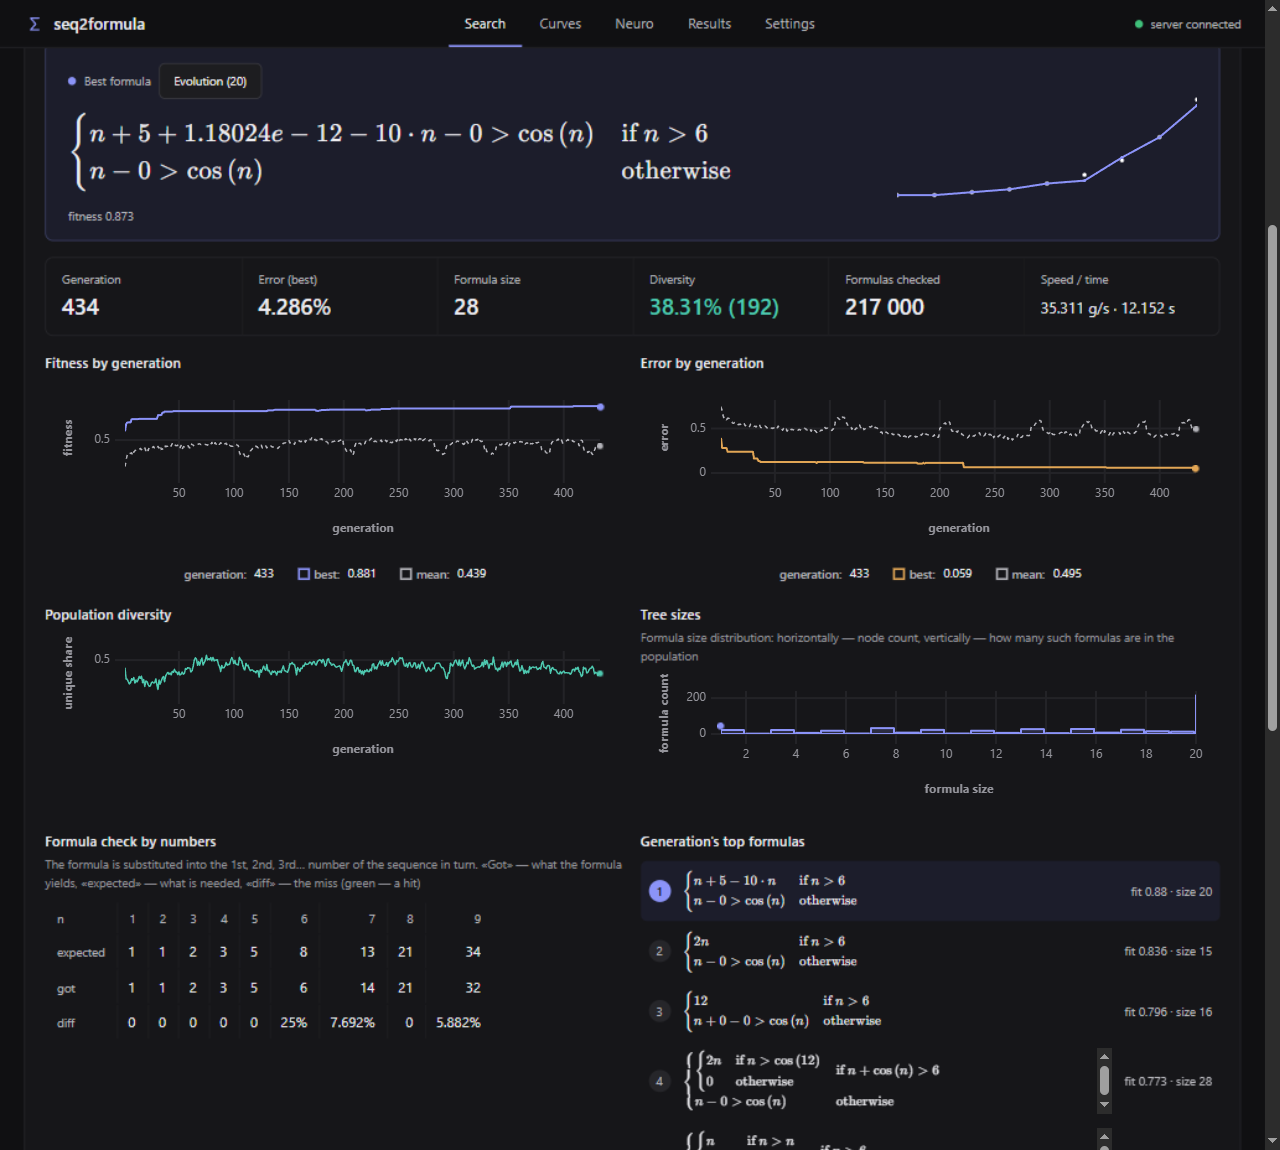 Σ seq2formula Search Curves Neuro Results Settings server connected
Best formula Evolution (20)
n + 5 + 1.18024e − 12 − 10 · n − 0 > cos (n) if n > 6
n − 0 > cos (n) otherwise
fitness 0.873
Generation Error (best) Formula size Diversity Formulas checked Speed / time
434 4.286% 28 38.31% (192) 217 000 35.311 g/s · 12.152 s
Fitness by generation
fitness
0.5
50 100 150 200 250 300 350 400
generation
generation: 433 best: 0.881 mean: 0.439
Error by generation
error
0.5
0
50 100 150 200 250 300 350 400
generation
generation: 433 best: 0.059 mean: 0.495
Population diversity
unique share
0.5
50 100 150 200 250 300 350 400
generation
Tree sizes
Formula size distribution: horizontally — node count, vertically — how many such formulas are in the
population
formula count
200
0
2 4 6 8 10 12 14 16 18 20
formula size
Formula check by numbers
The formula is substituted into the 1st, 2nd, 3rd... number of the sequence in turn. «Got» — what the formula
yields, «expected» — what is needed, «diff» — the miss (green — a hit)
n 1 2 3 4 5 6 7 8 9
expected 1 1 2 3 5 8 13 21 34
got 1 1 2 3 5 6 14 21 32
diff 0 0 0 0 0 25% 7.692% 0 5.882%
Generation's top formulas
1 n + 5 − 10 · n if n > 6
n − 0 > cos (n) otherwise
fit 0.88 · size 20
2 2n if n > 6
n − 0 > cos (n) otherwise
fit 0.836 · size 15
3 12 if n > 6
n + 0 − 0 > cos (n) otherwise
fit 0.796 · size 16
4 2n if n > cos (12) if n + cos (n) > 6
0 otherwise
n − 0 > cos (n) otherwise
fit 0.773 · size 28
n if n > n